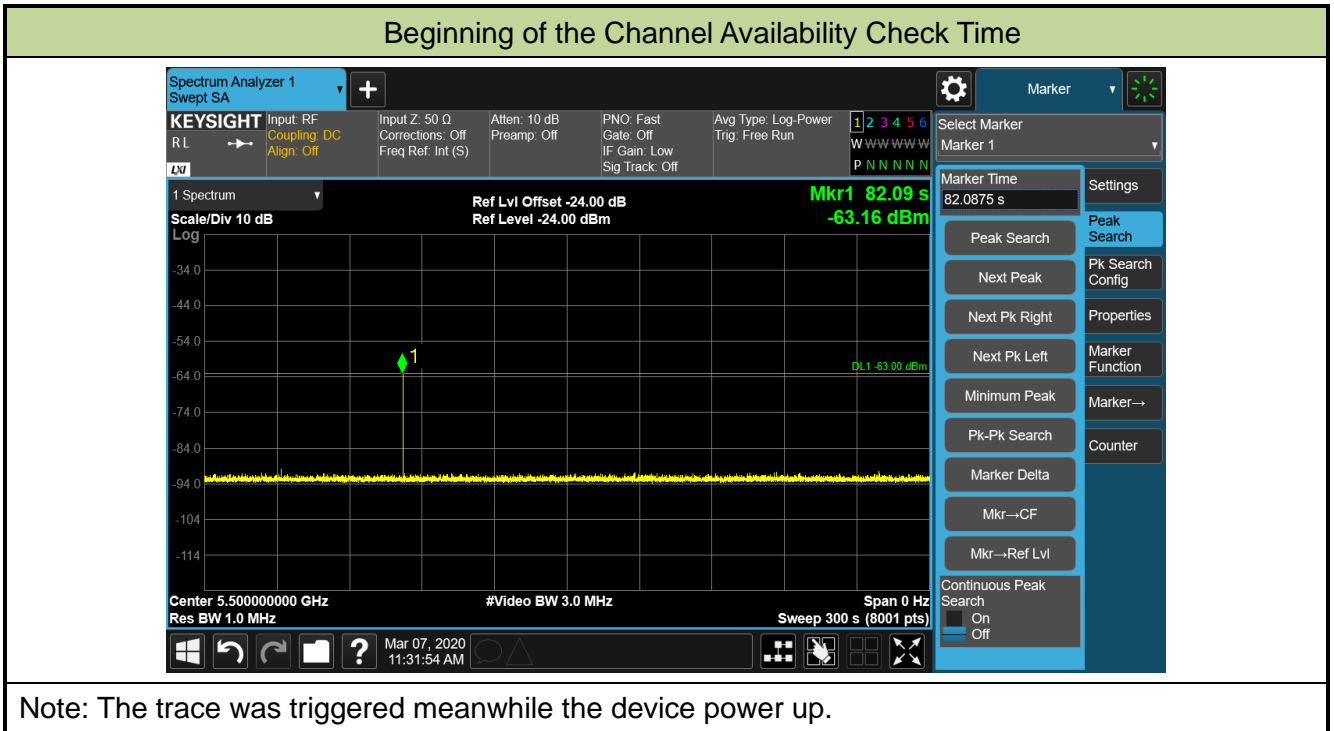 Beginning of the Channel Availability Check Time
Spectrum Analyzer 1
Swept SA
Marker
KEYSIGHT
RL
LXI
Input: RF
Coupling: DC
Align: Off
Input Z: 50 Ω
Corrections: Off
Freq Ref: Int (S)
Atten: 10 dB
Preamp: Off
PNO: Fast
Gate: Off
IF Gain: Low
Sig Track: Off
Avg Type: Log-Power
Trig: Free Run
1 2 3 4 5 6
W W W W W W
P N N N N N
Select Marker
Marker 1
1 Spectrum
Scale/Div 10 dB
Log
Ref Lvl Offset -24.00 dB
Ref Level -24.00 dBm
Mkr1 82.09 s
-63.16 dBm
-34.0
-44.0
-54.0
-64.0
-74.0
-84.0
-94.0
-104
-114
1
DL1 -63.00 dBm
Center 5.500000000 GHz
Res BW 1.0 MHz
#Video BW 3.0 MHz
Span 0 Hz
Sweep 300 s (8001 pts)
Marker Time
82.0875 s
Peak Search
Next Peak
Next Pk Right
Next Pk Left
Minimum Peak
Pk-Pk Search
Marker Delta
Mkr→CF
Mkr→Ref Lvl
Continuous Peak
Search
On
Off
Settings
Peak
Search
Pk Search
Config
Properties
Marker
Function
Marker→
Counter
?
Mar 07, 2020
11:31:54 AM
Note: The trace was triggered meanwhile the device power up.